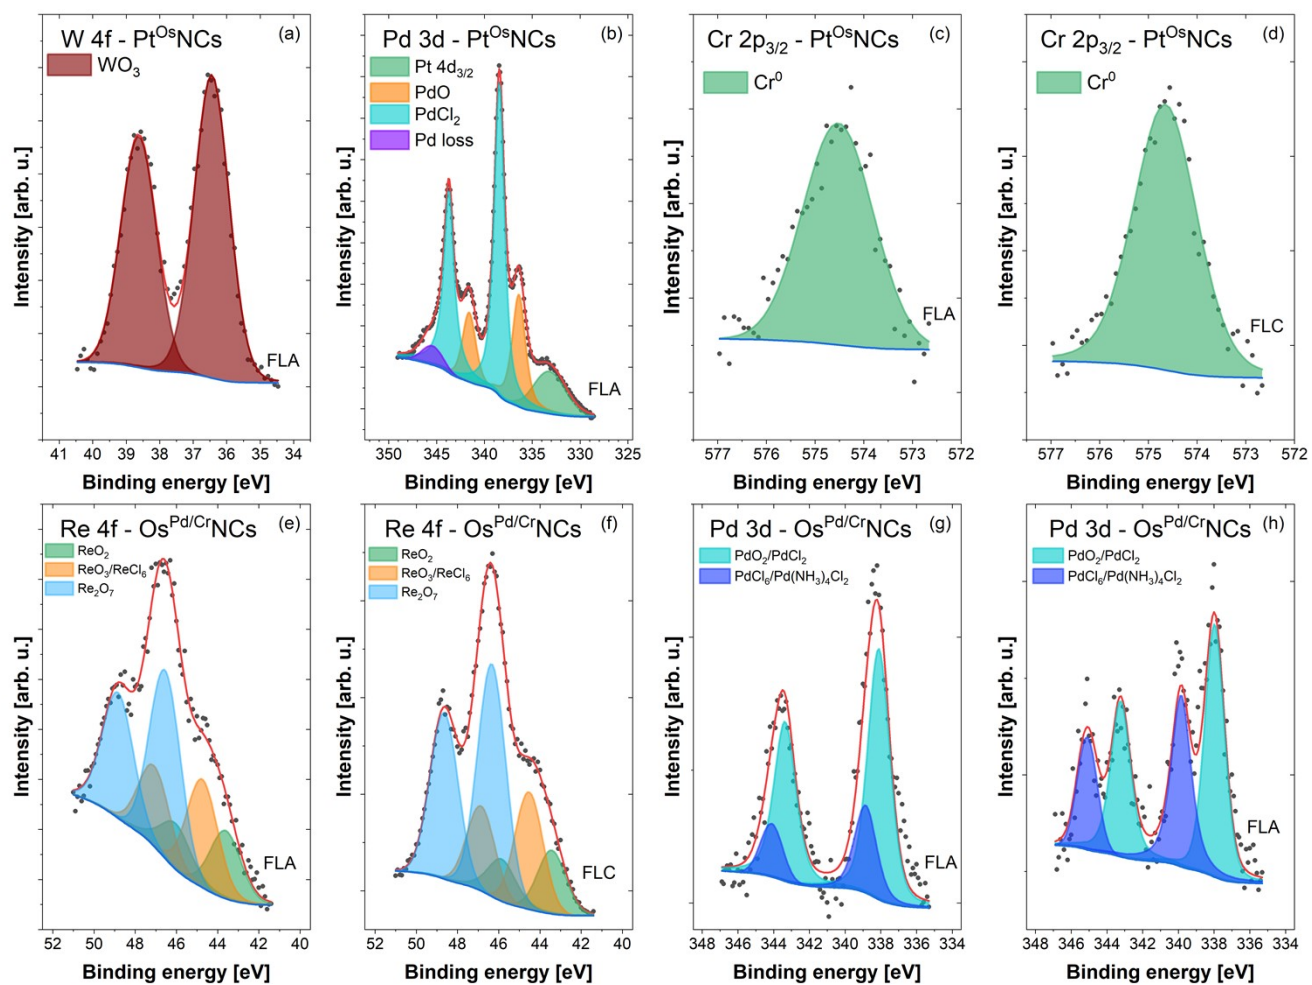 W 4f - Pt^OsNCs (a)
WO₃
FLA
Intensity [arb. u.]
41 40 39 38 37 36 35 34
Binding energy [eV]
Pd 3d - Pt^OsNCs (b)
Pt 4d₃/₂
PdO
PdCl₂
Pd loss
FLA
Intensity [arb. u.]
350 345 340 335 330 325
Binding energy [eV]
Cr 2p₃/₂ - Pt^OsNCs (c)
Cr⁰
FLA
Intensity [arb. u.]
577 576 575 574 573 572
Binding energy [eV]
Cr 2p₃/₂ - Pt^OsNCs (d)
Cr⁰
FLC
Intensity [arb. u.]
577 576 575 574 573 572
Binding energy [eV]
Re 4f - Os^Pd/CrNCs (e)
ReO₂
ReO₃/ReCl₆
Re₂O₇
FLA
Intensity [arb. u.]
52 50 48 46 44 42 40
Binding energy [eV]
Re 4f - Os^Pd/CrNCs (f)
ReO₂
ReO₃/ReCl₆
Re₂O₇
FLC
Intensity [arb. u.]
52 50 48 46 44 42 40
Binding energy [eV]
Pd 3d - Os^Pd/CrNCs (g)
PdO₂/PdCl₂
PdCl₆/Pd(NH₃)₄Cl₂
FLA
Intensity [arb. u.]
348 346 344 342 340 338 336 334
Binding energy [eV]
Pd 3d - Os^Pd/CrNCs (h)
PdO₂/PdCl₂
PdCl₆/Pd(NH₃)₄Cl₂
FLA
Intensity [arb. u.]
348 346 344 342 340 338 336 334
Binding energy [eV]